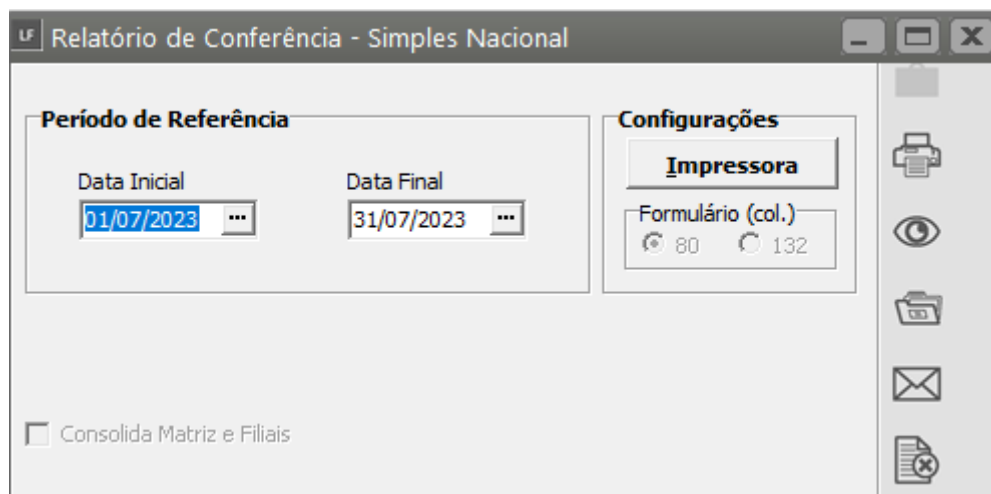 LF Relatório de Conferência - Simples Nacional
Período de Referência
Data Inicial
Data Final
01/07/2023
31/07/2023
Configurações
Impressora
Formulário (col.)
80
132
Consolida Matriz e Filiais